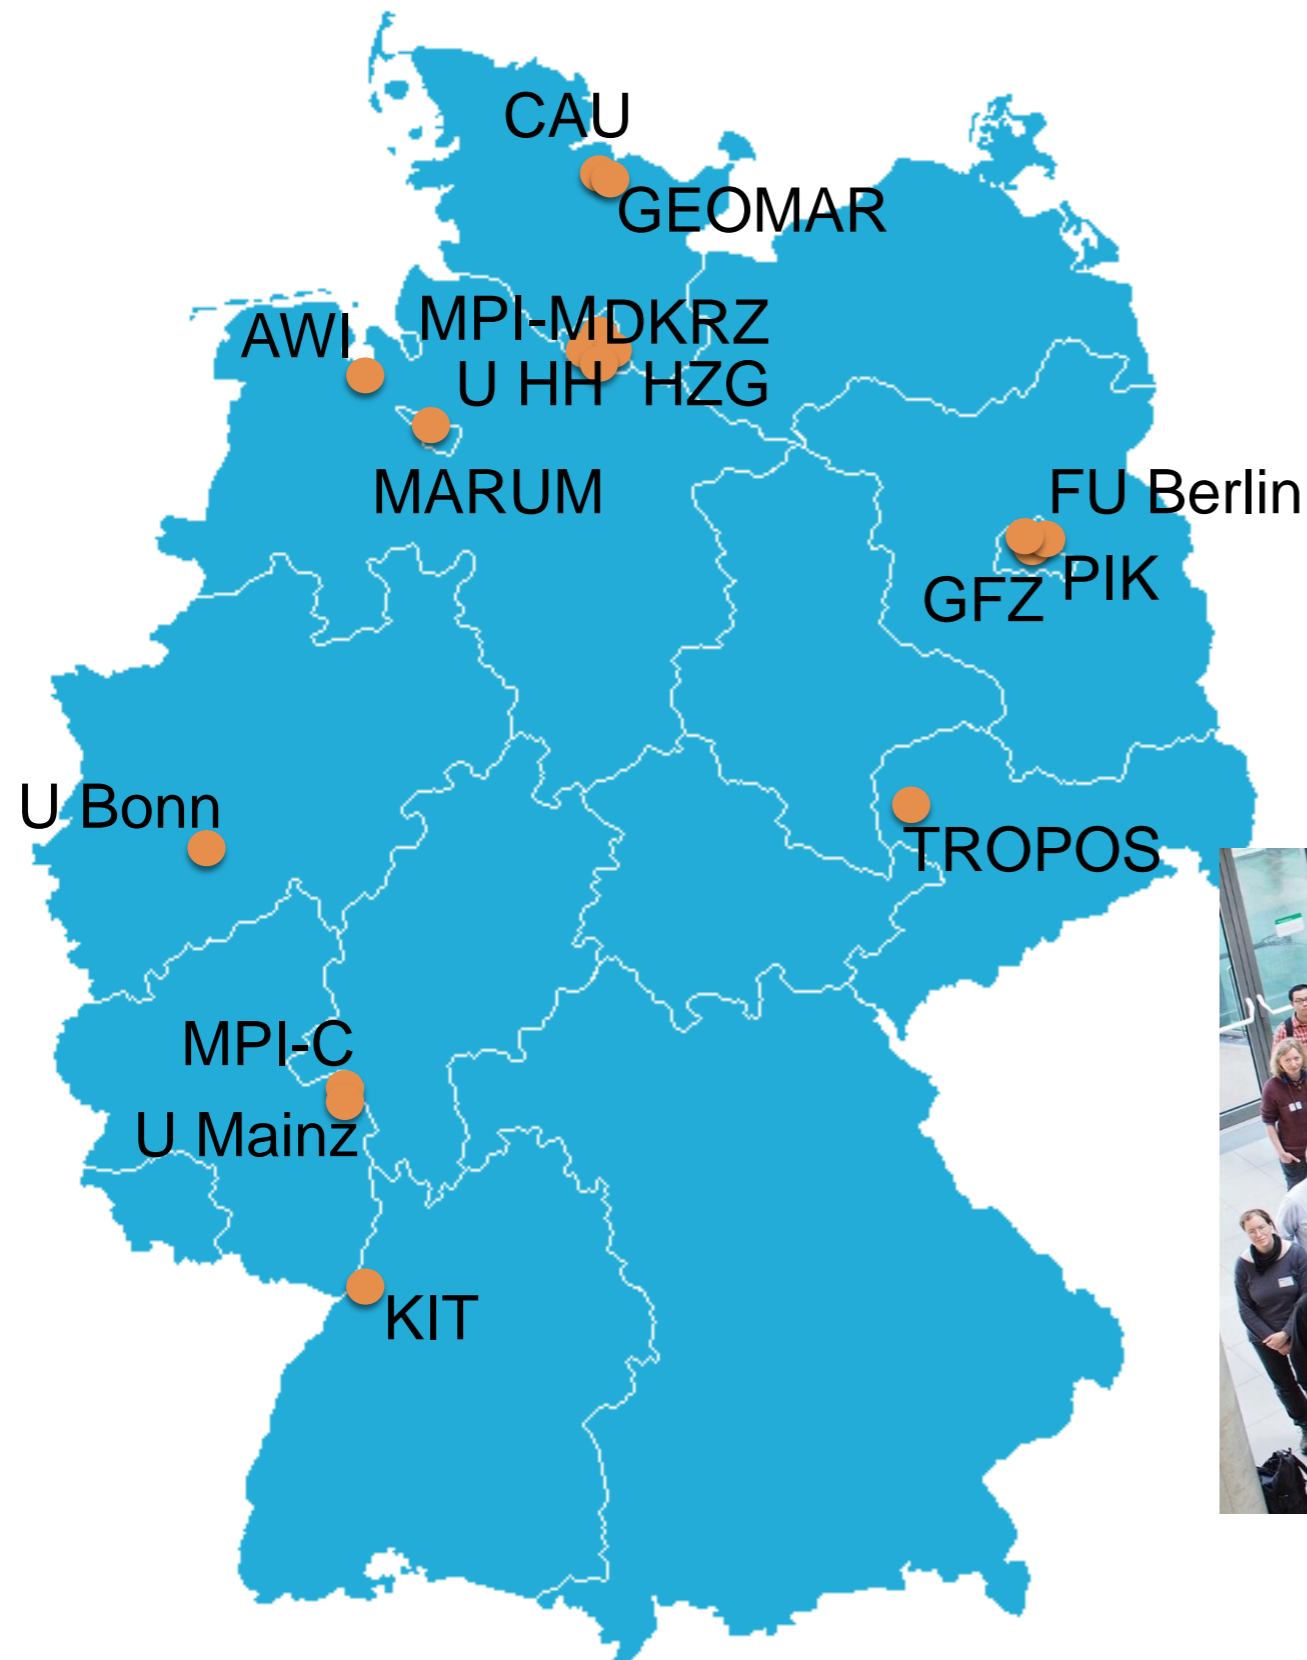 CAU
GEOMAR
MPI-M DKRZ
AWI
U HH HZG
MARUM
FU Berlin
PIK
GFZ
U Bonn
TROPOS
MPI-C
U Mainz
KIT